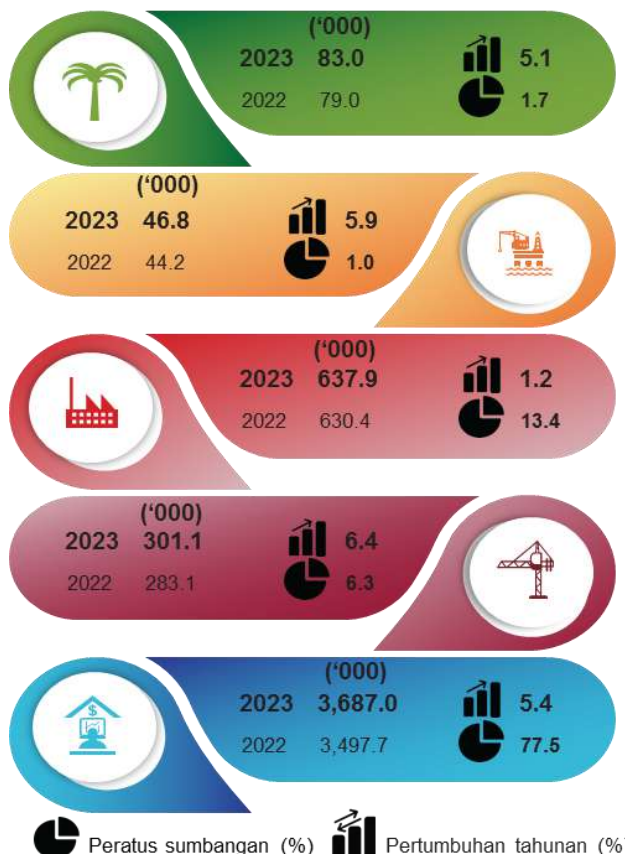 ('000)
2023 83.0 5.1
2022 79.0 1.7
('000)
2023 46.8 5.9
2022 44.2 1.0
('000)
2023 637.9 1.2
2022 630.4 13.4
('000)
2023 301.1 6.4
2022 283.1 6.3
$
('000)
2023 3,687.0 5.4
2022 3,497.7 77.5
Peratus sumbangan (%) Pertumbuhan tahunan (%)